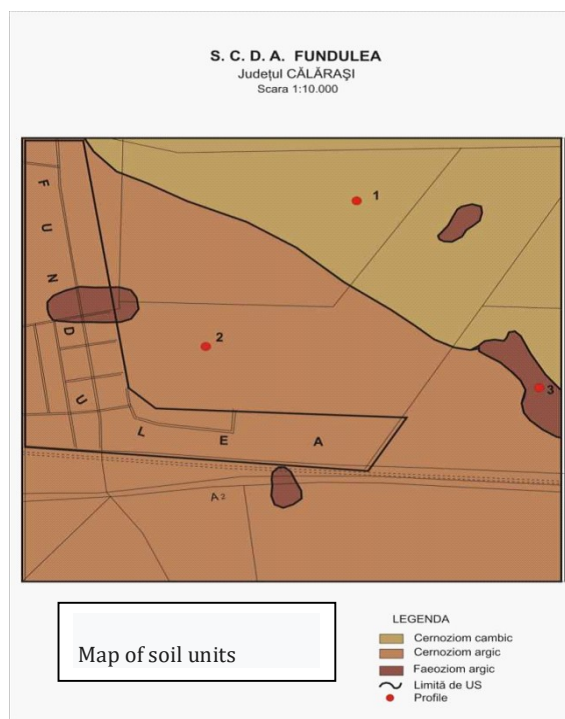 S. C. D. A. FUNDULEA
Județul CĂLĂRAȘI
Scara 1:10.000
1
2
3
F U N D U L E A
A 2
Map of soil units
LEGENDA
Cernoziom cambic
Cernoziom argic
Faeoziom argic
Limită de US
Profile